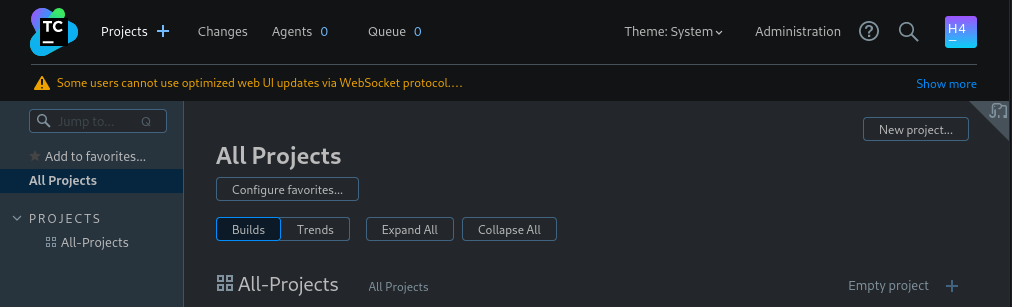 TC Projects + Changes Agents 0 Queue 0 Theme: System Administration ? H4
Some users cannot use optimized web UI updates via WebSocket protocol.... Show more
Jump to... Q
New project...
Add to favorites...
All Projects
All Projects
Configure favorites...
PROJECTS
Builds Trends Expand All Collapse All
All-Projects
All-Projects All Projects Empty project +